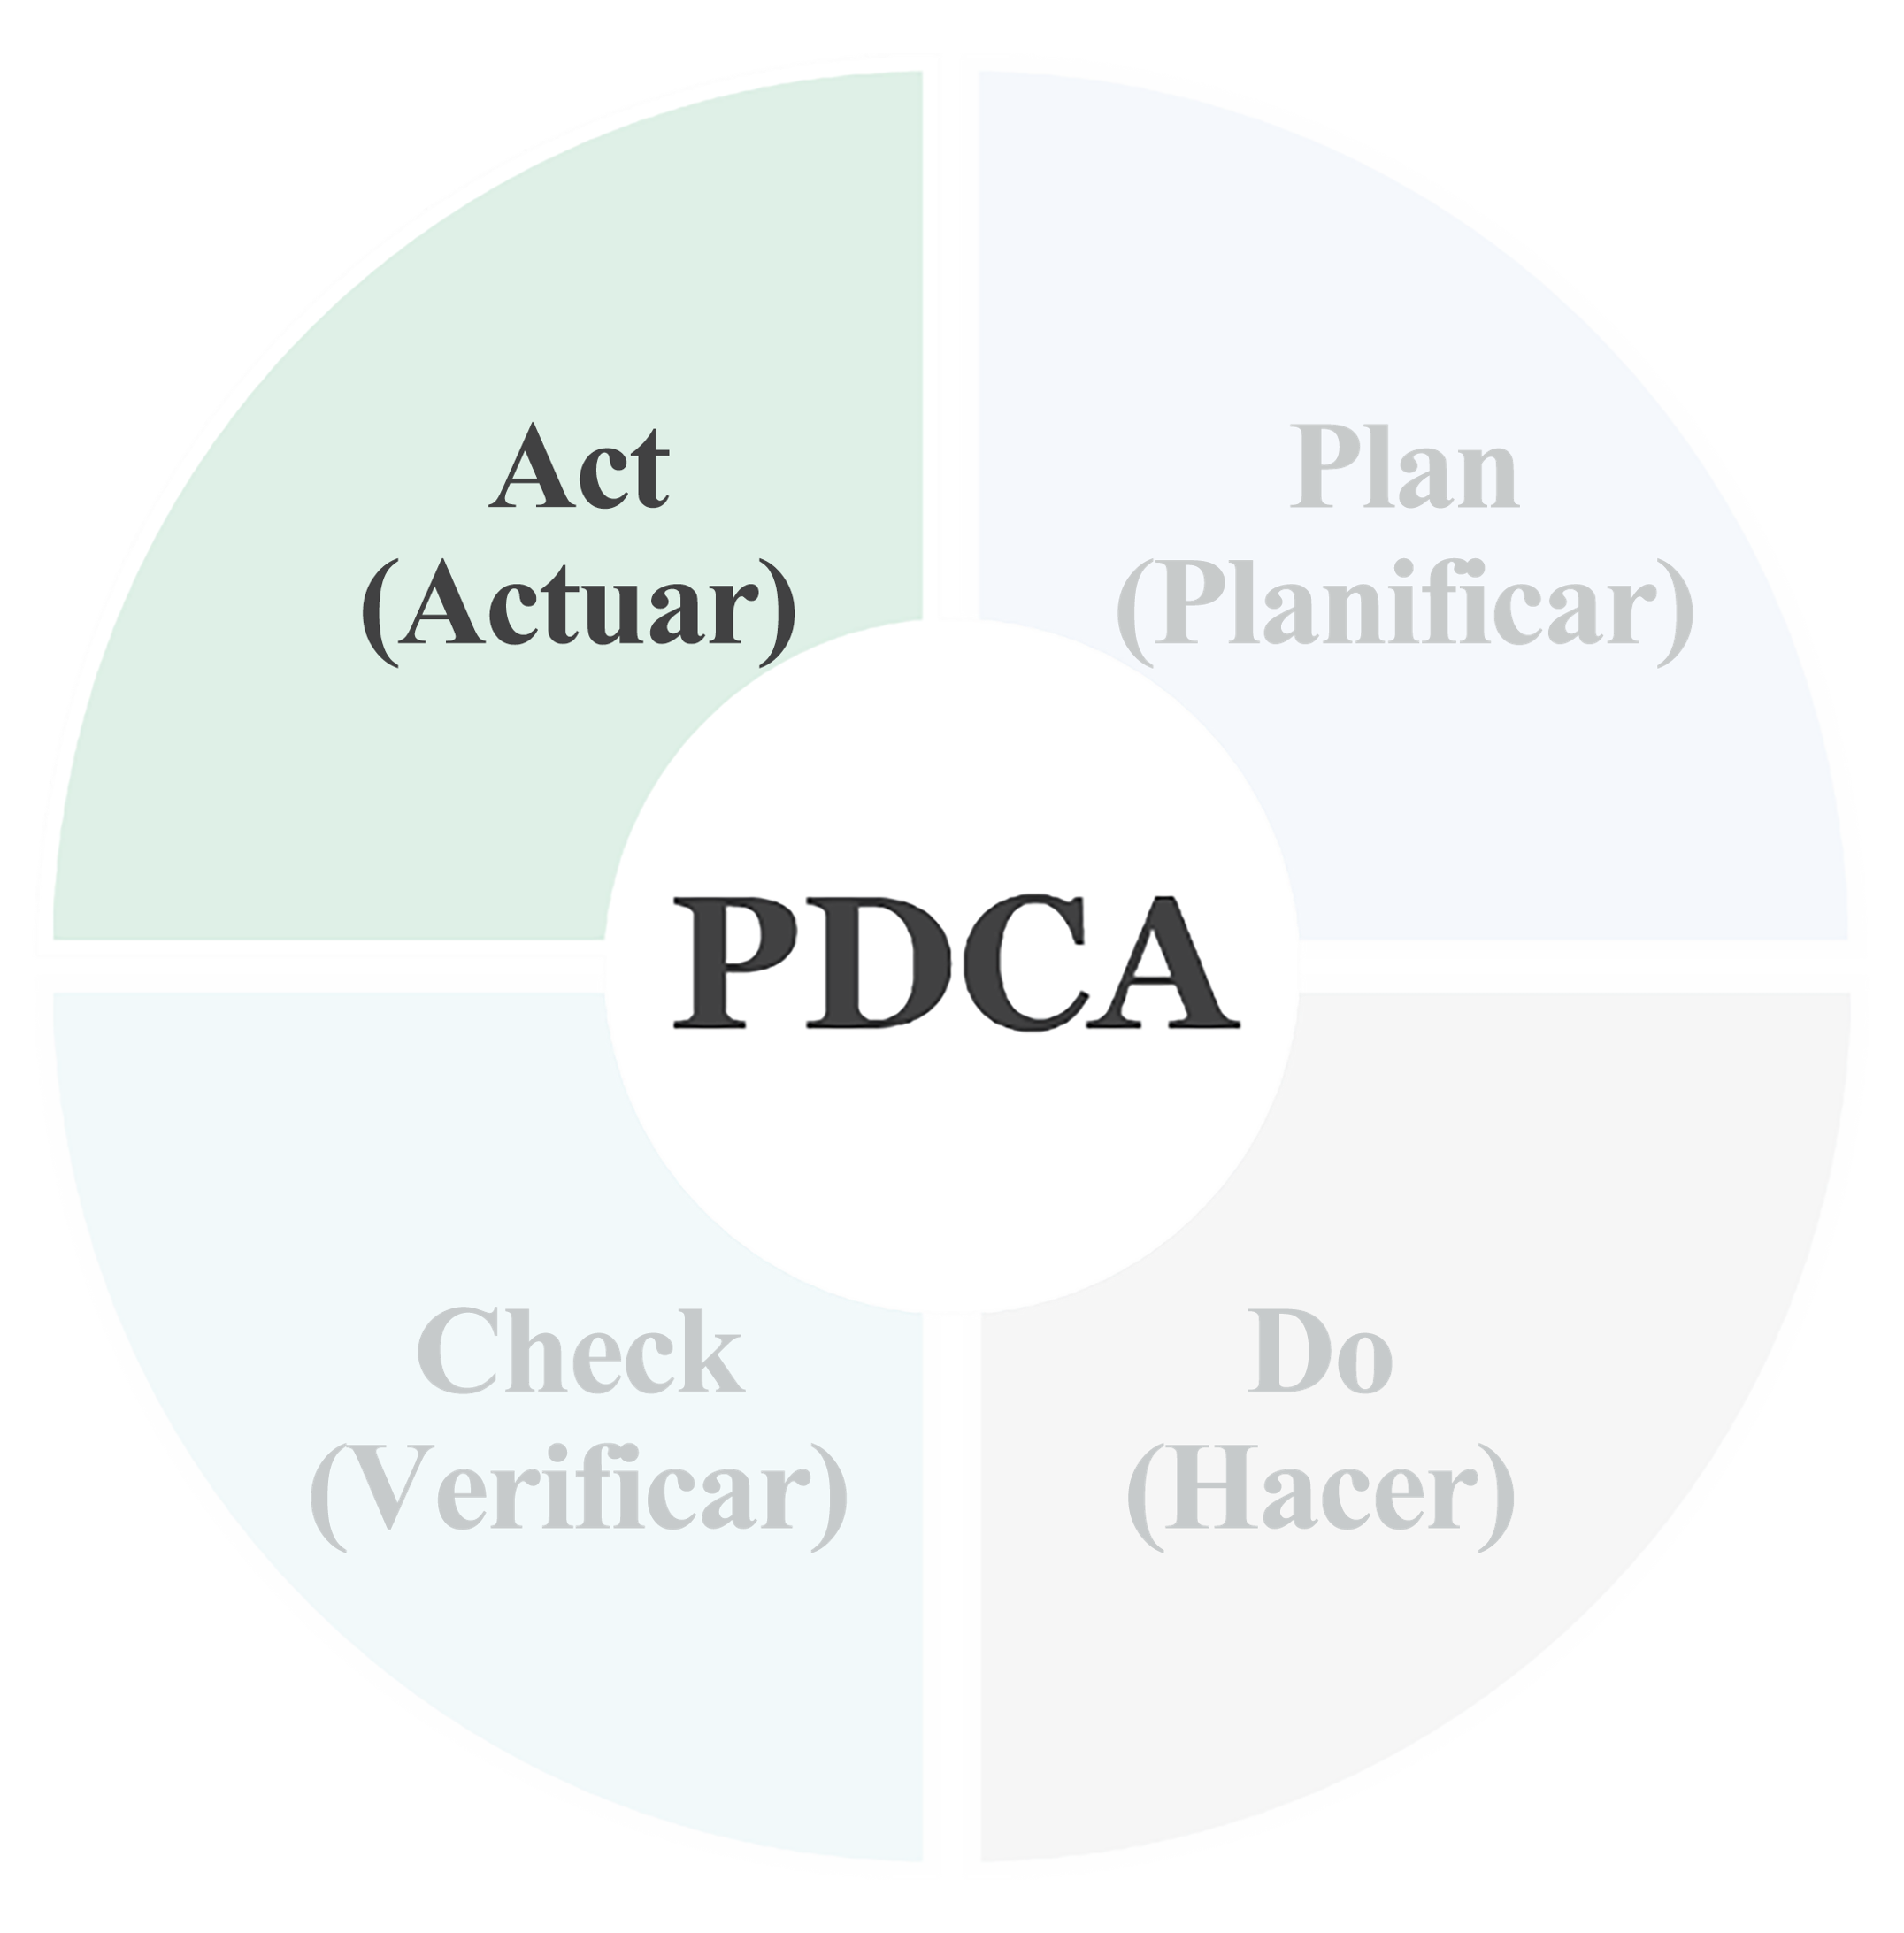 Act
(Actuar)
Plan
(Planificar)
PDCA
Check
(Verificar)
Do
(Hacer)